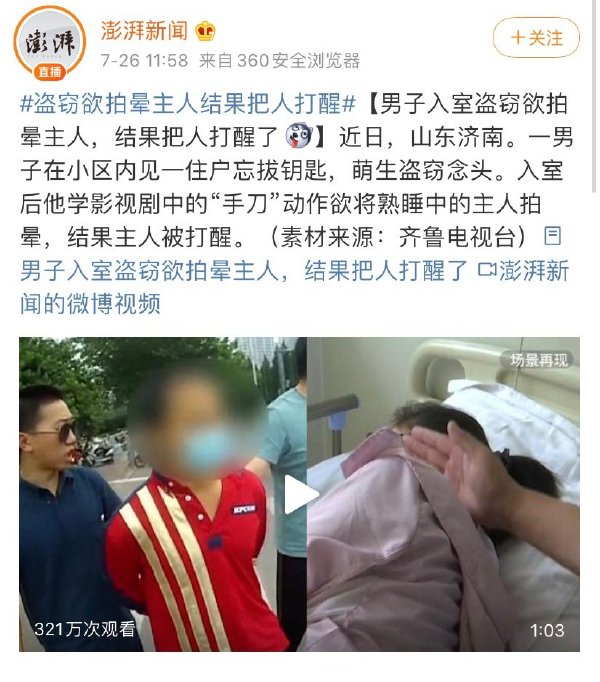 澎湃
直播
澎湃新闻
7-26 11:58 来自360安全浏览器
+关注
#盗窃欲拍晕主人结果把人打醒#【男子入室盗窃欲拍
晕主人，结果把人打醒了】近日，山东济南。一男
子在小区内见一住户忘拔钥匙，萌生盗窃念头。入室
后他学影视剧中的“手刀”动作欲将熟睡中的主人拍
晕，结果主人被打醒。（素材来源：齐鲁电视台）
男子入室盗窃欲拍晕主人，结果把人打醒了 澎湃新
闻的微博视频
场景再现
321万次观看
1:03